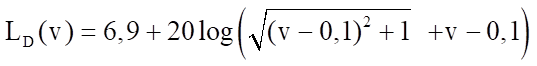 L_D(v) = 6,9 + 20 log(√((v − 0,1)² + 1) + v − 0,1)